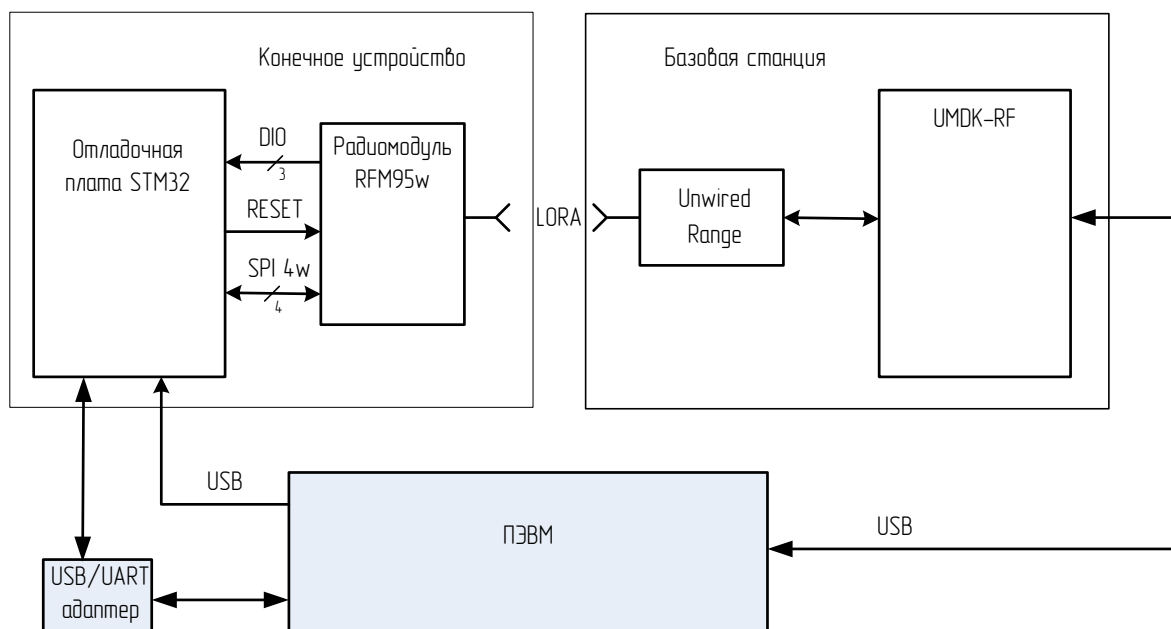 Конечное устройство
Базовая станция
Отладочная
плата STM32
DIO
3
RESET
SPI 4w
4
Радиомодуль
RFM95w
LORA
Unwired
Range
UMDK-RF
USB
ПЭВМ
USB
USB/UART
адаптер